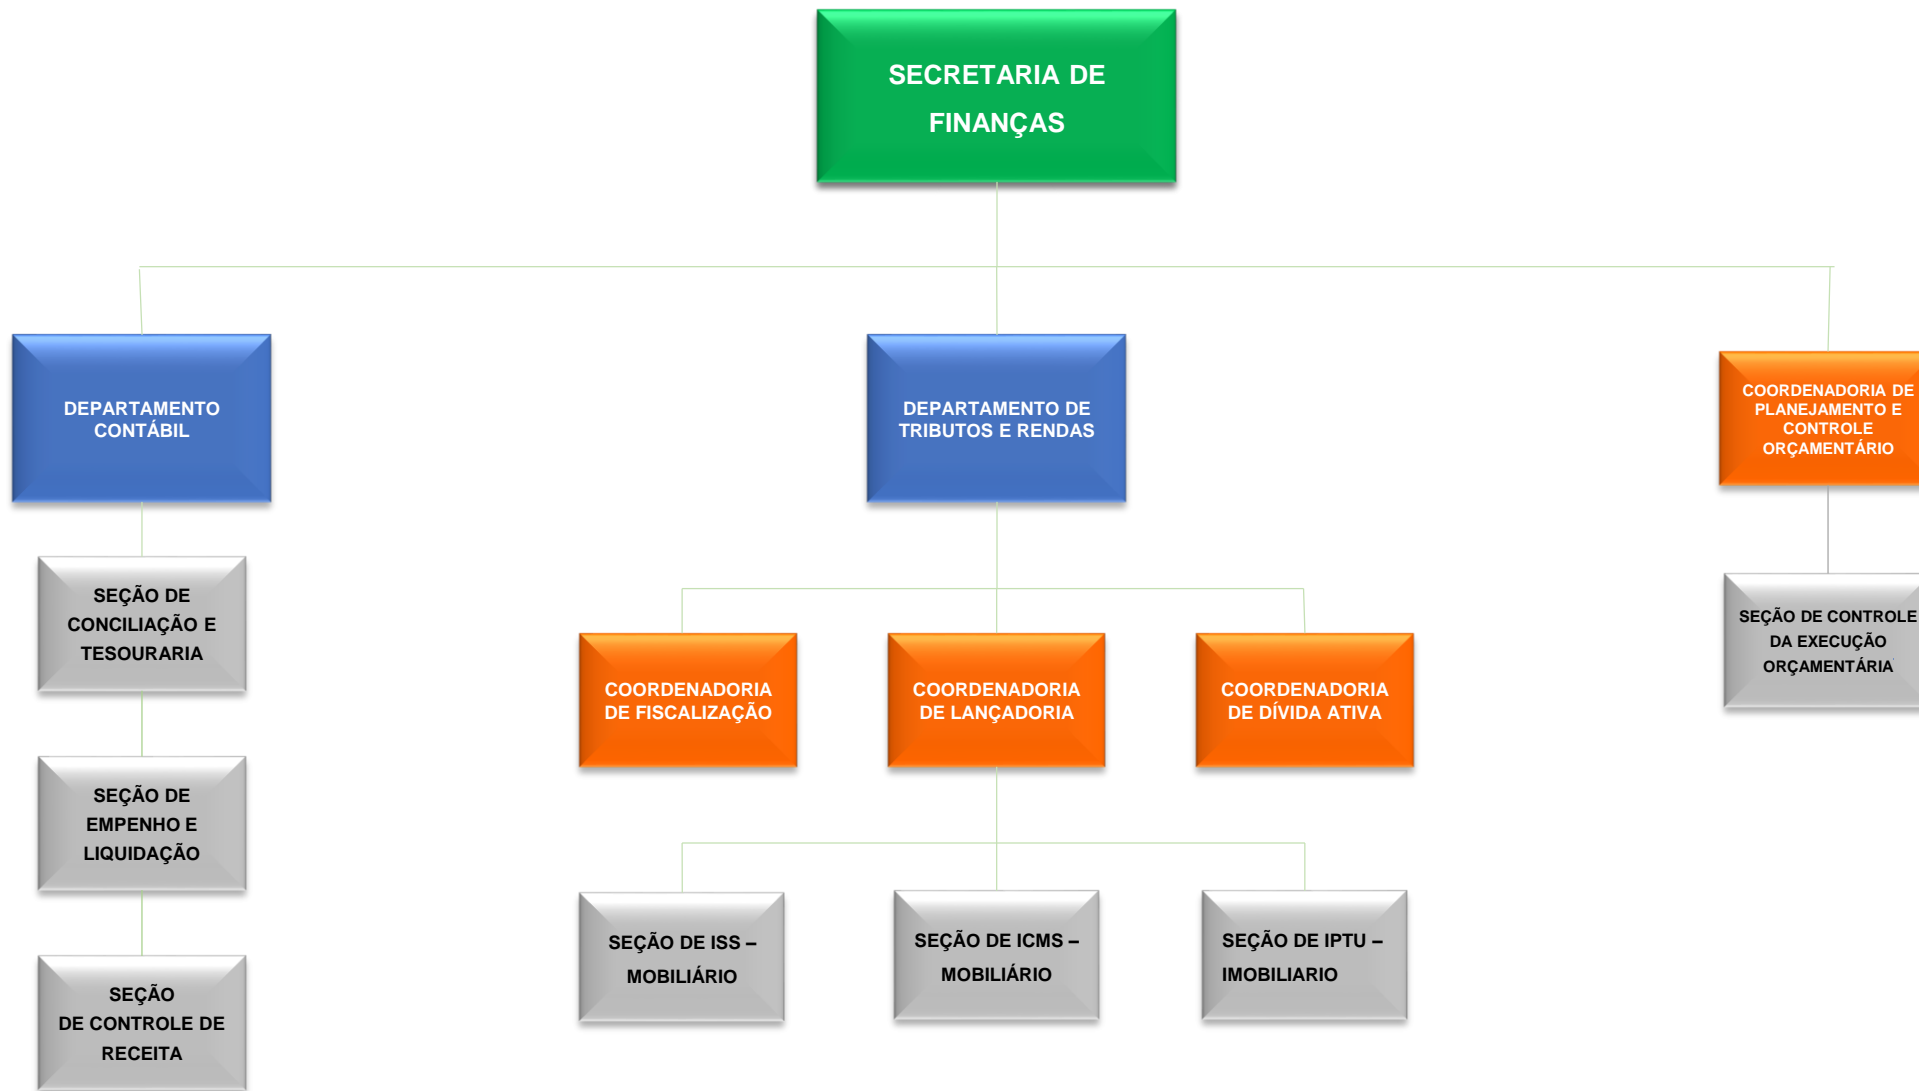 SECRETARIA DE
FINANÇAS
DEPARTAMENTO
CONTÁBIL
DEPARTAMENTO DE
TRIBUTOS E RENDAS
COORDENADORIA DE
PLANEJAMENTO E
CONTROLE
ORÇAMENTÁRIO
SEÇÃO DE
CONCILIAÇÃO E
TESOURARIA
SEÇÃO DE CONTROLE
DA EXECUÇÃO
ORÇAMENTÁRIA
COORDENADORIA
DE FISCALIZAÇÃO
COORDENADORIA
DE LANÇADORIA
COORDENADORIA
DE DÍVIDA ATIVA
SEÇÃO DE
EMPENHO E
LIQUIDAÇÃO
SEÇÃO DE ISS –
MOBILIÁRIO
SEÇÃO DE ICMS –
MOBILIÁRIO
SEÇÃO DE IPTU –
IMOBILIARIO
SEÇÃO
DE CONTROLE DE
RECEITA